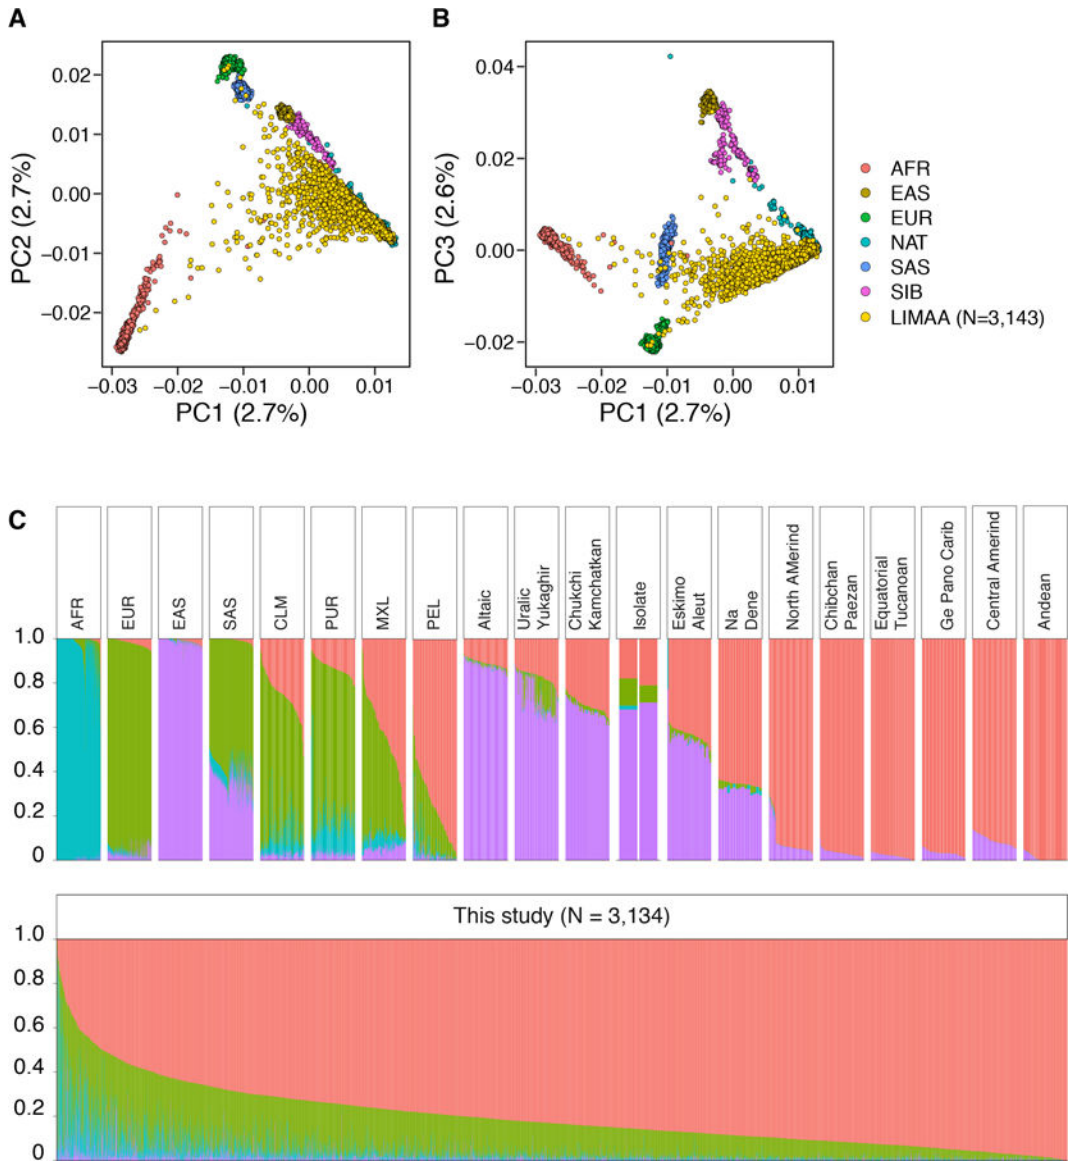 A
0.02
0.01
0.00
−0.01
−0.02
PC2 (2.7%)
−0.03 −0.02 −0.01 0.00 0.01
PC1 (2.7%)
B
0.04
0.02
0.00
−0.02
PC3 (2.6%)
−0.03 −0.02 −0.01 0.00 0.01
PC1 (2.7%)
AFR
EAS
EUR
NAT
SAS
SIB
LIMAA (N=3,143)
C
AFR
EUR
EAS
SAS
CLM
PUR
MXL
PEL
Altaic
Uralic
Yukaghir
Chukchi
Kamchatkan
Isolate
Eskimo
Aleut
Na
Dene
North AMerind
Chibchan
Paezan
Equatorial
Tucanoan
Ge Pano Carib
Central Amerind
Andean
1.0
0.8
0.6
0.4
0.2
0
This study (N = 3,134)
1.0
0.8
0.6
0.4
0.2
0